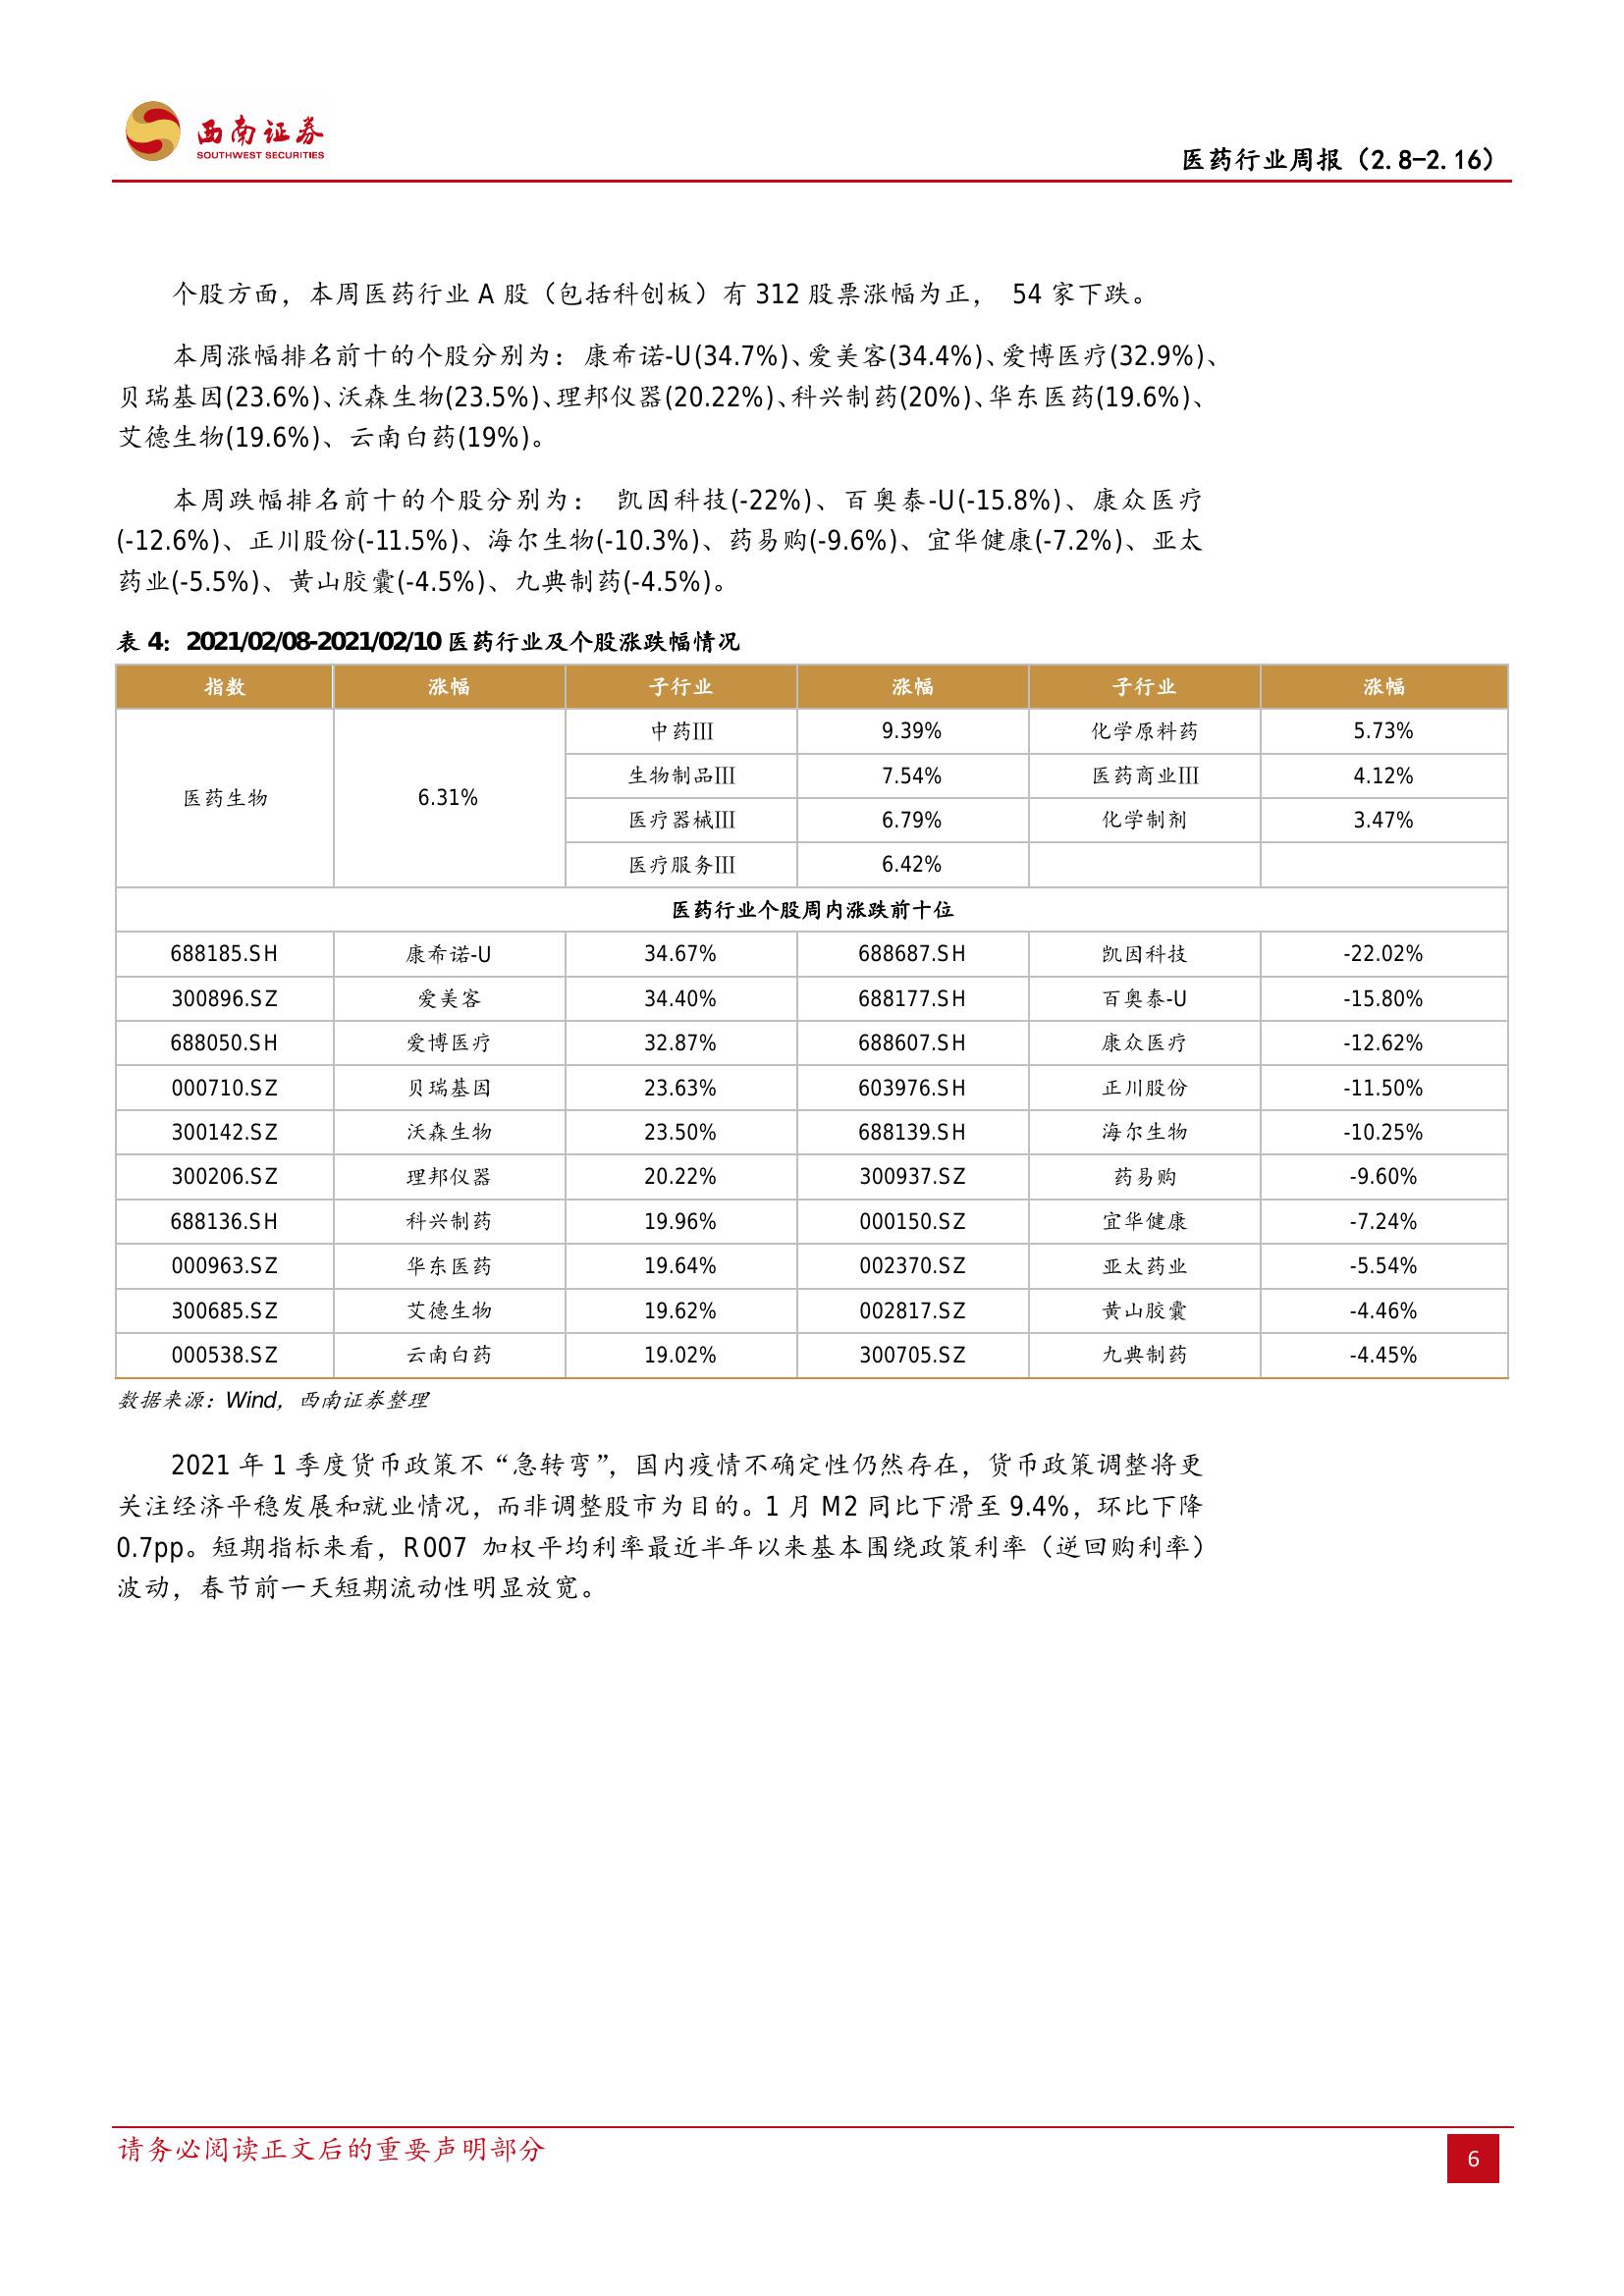 西南证券
SOUTHWEST SECURITIES
医药行业周报（2.8-2.16）
个股方面，本周医药行业 A 股（包括科创板）有 312 股票涨幅为正， 54 家下跌。
本周涨幅排名前十的个股分别为：康希诺-U(34.7%)、爱美客(34.4%)、爱博医疗(32.9%)、
贝瑞基因(23.6%)、沃森生物(23.5%)、理邦仪器(20.22%)、科兴制药(20%)、华东医药(19.6%)、
艾德生物(19.6%)、云南白药(19%)。
本周跌幅排名前十的个股分别为： 凯因科技(-22%)、百奥泰-U(-15.8%)、康众医疗
(-12.6%)、正川股份(-11.5%)、海尔生物(-10.3%)、药易购(-9.6%)、宜华健康(-7.2%)、亚太
药业(-5.5%)、黄山胶囊(-4.5%)、九典制药(-4.5%)。
表 4：2021/02/08-2021/02/10 医药行业及个股涨跌幅情况
指数 涨幅 子行业 涨幅 子行业 涨幅
中药Ⅲ 9.39% 化学原料药 5.73%
生物制品Ⅲ 7.54% 医药商业Ⅲ 4.12%
医药生物 6.31%
医疗器械Ⅲ 6.79% 化学制剂 3.47%
医疗服务Ⅲ 6.42%
医药行业个股周内涨跌前十位
688185.SH 康希诺-U 34.67% 688687.SH 凯因科技 -22.02%
300896.SZ 爱美客 34.40% 688177.SH 百奥泰-U -15.80%
688050.SH 爱博医疗 32.87% 688607.SH 康众医疗 -12.62%
000710.SZ 贝瑞基因 23.63% 603976.SH 正川股份 -11.50%
300142.SZ 沃森生物 23.50% 688139.SH 海尔生物 -10.25%
300206.SZ 理邦仪器 20.22% 300937.SZ 药易购 -9.60%
688136.SH 科兴制药 19.96% 000150.SZ 宜华健康 -7.24%
000963.SZ 华东医药 19.64% 002370.SZ 亚太药业 -5.54%
300685.SZ 艾德生物 19.62% 002817.SZ 黄山胶囊 -4.46%
000538.SZ 云南白药 19.02% 300705.SZ 九典制药 -4.45%
数据来源：Wind，西南证券整理
2021 年 1 季度货币政策不“急转弯”，国内疫情不确定性仍然存在，货币政策调整将更
关注经济平稳发展和就业情况，而非调整股市为目的。1 月 M2 同比下滑至 9.4%，环比下降
0.7pp。短期指标来看，R007 加权平均利率最近半年以来基本围绕政策利率（逆回购利率）
波动，春节前一天短期流动性明显放宽。
请务必阅读正文后的重要声明部分
6